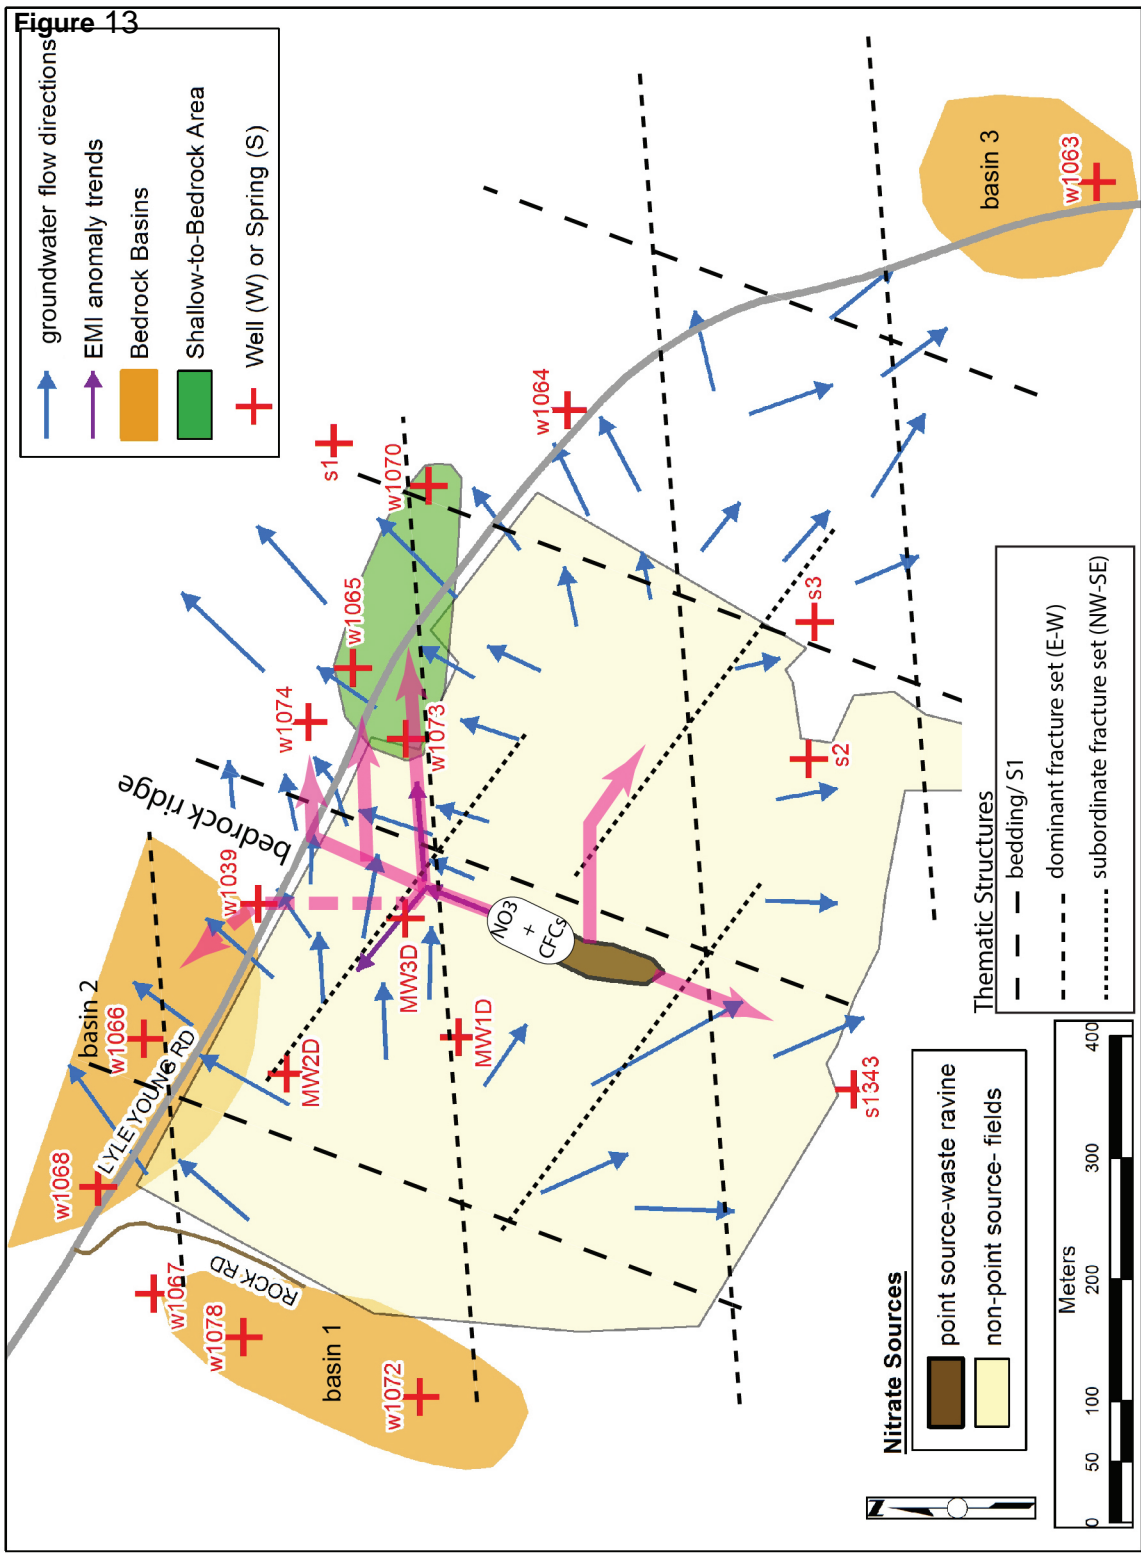 Figure 13
groundwater flow directions
EMI anomaly trends
Bedrock Basins
Shallow-to-Bedrock Area
Well (W) or Spring (S)
basin 3
w1063
w1064
s1
w1070
w1065
w1074
w1073
bedrock ridge
w1039
basin 2
w1066
LYLE YOUNG RD
w1068
MW2D
MW3D
MW1D
NO3
+
CFCs
s3
s2
s1343
w1067
ROCK RD
w1078
basin 1
w1072
Thematic Structures
bedding/ S1
dominant fracture set (E-W)
subordinate fracture set (NW-SE)
Nitrate Sources
point source-waste ravine
non-point source- fields
Meters
0 50 100 200 300 400
N